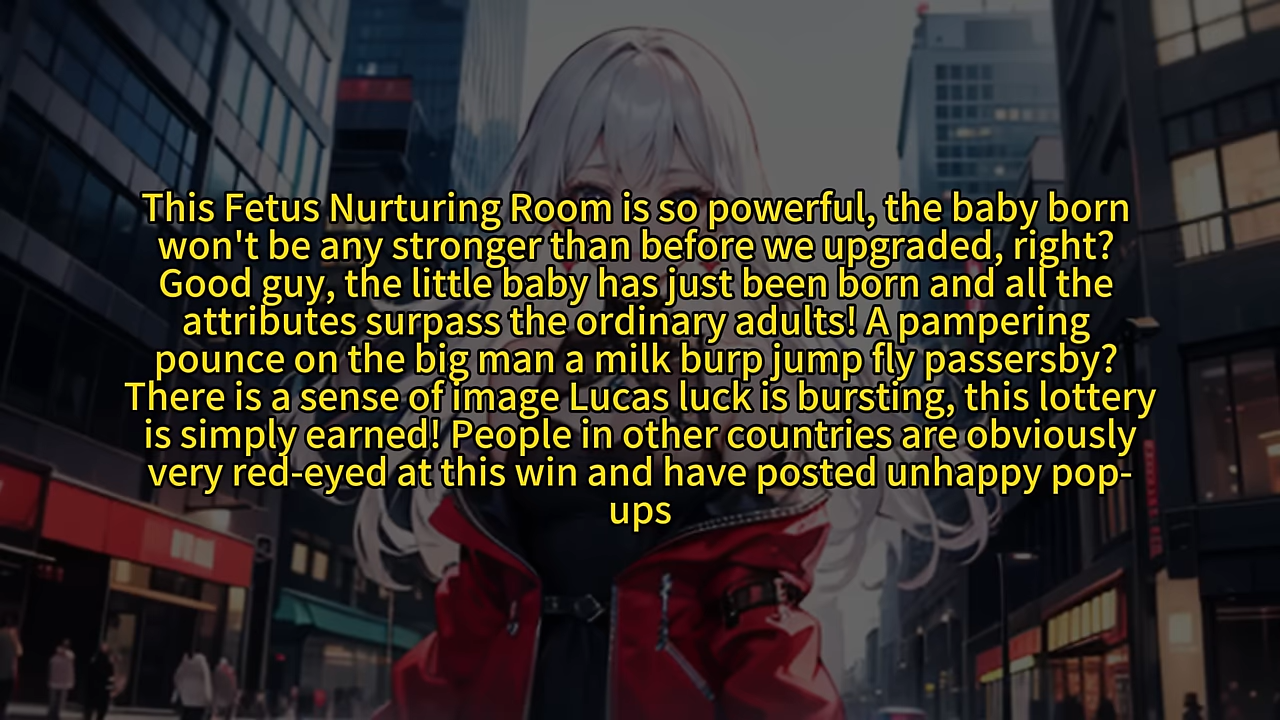 This Fetus Nurturing Room is so powerful, the baby born
won't be any stronger than before we upgraded, right?
Good guy, the little baby has just been born and all the
attributes surpass the ordinary adults! A pampering
pounce on the big man a milk burp jump fly passersby?
There is a sense of image Lucas luck is bursting, this lottery
is simply earned! People in other countries are obviously
very red-eyed at this win and have posted unhappy pop-
ups